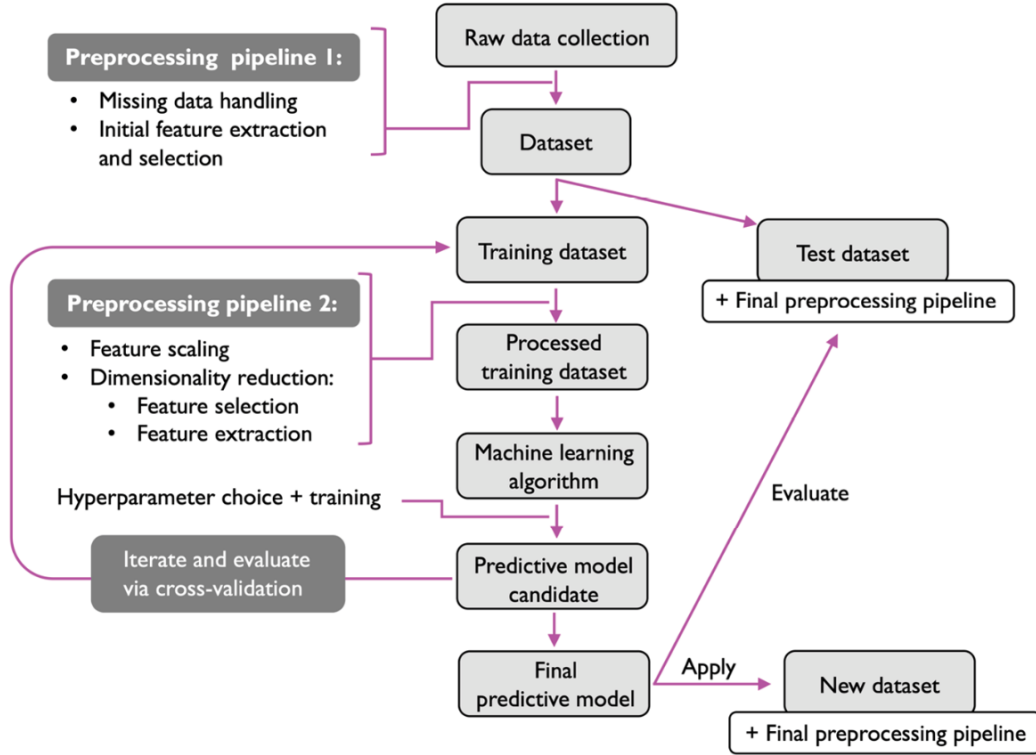 Raw data collection
Preprocessing pipeline 1:
• Missing data handling
• Initial feature extraction
and selection
Dataset
Training dataset
Test dataset
+ Final preprocessing pipeline
Preprocessing pipeline 2:
• Feature scaling
• Dimensionality reduction:
• Feature selection
• Feature extraction
Processed
training dataset
Machine learning
algorithm
Hyperparameter choice + training
Evaluate
Iterate and evaluate
via cross-validation
Predictive model
candidate
Final
predictive model
Apply
New dataset
+ Final preprocessing pipeline